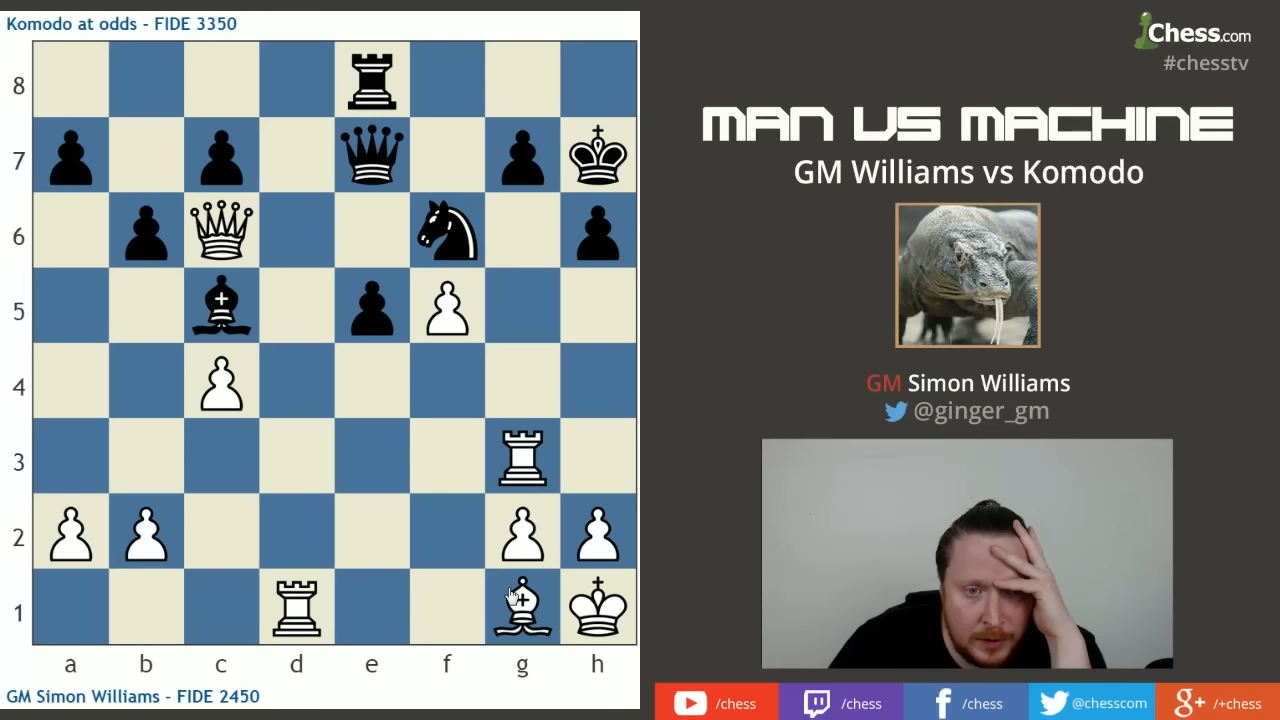 Komodo at odds - FIDE 3350
8
7
6
5
4
3
2
1
a b c d e f g h
GM Simon Williams - FIDE 2450
Chess.com
#chesstv
MAN VS MACHINE
GM Williams vs Komodo
GM Simon Williams
@ginger_gm
/chess /chess /chess @chesscom g+ /+chess